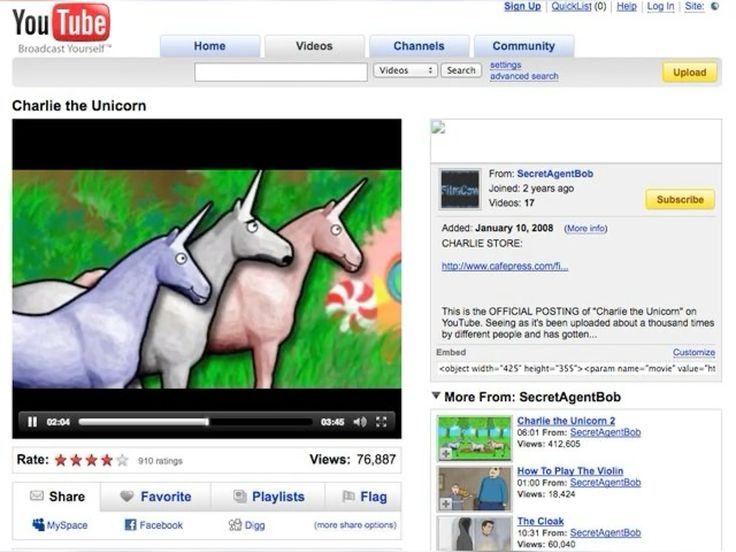 You Tube
Broadcast Yourself™
Sign Up | QuickList (0) | Help | Log In | Site:
Home
Videos
Channels
Community
Videos
Search
settings
advanced search
Upload
Charlie the Unicorn
02:04
03:45
Rate:
910 ratings
Views: 76,887
Share
Favorite
Playlists
Flag
MySpace
Facebook
Digg
(more share options)
FilmCow
From: SecretAgentBob
Joined: 2 years ago
Videos: 17
Subscribe
Added: January 10, 2008 (More info)
CHARLIE STORE:
http://www.cafepress.com/fi...
This is the OFFICIAL POSTING of "Charlie the Unicorn" on
YouTube. Seeing as it's been uploaded about a thousand times
by different people and has gotten...
Embed
Customize
<object width="425" height="355"><param name="movie" value="ht
More From: SecretAgentBob
Charlie the Unicorn 2
06:01 From: SecretAgentBob
Views: 412,605
How To Play The Violin
01:00 From: SecretAgentBob
Views: 18,424
The Cloak
10:31 From: SecretAgentBob
Views: 60,040